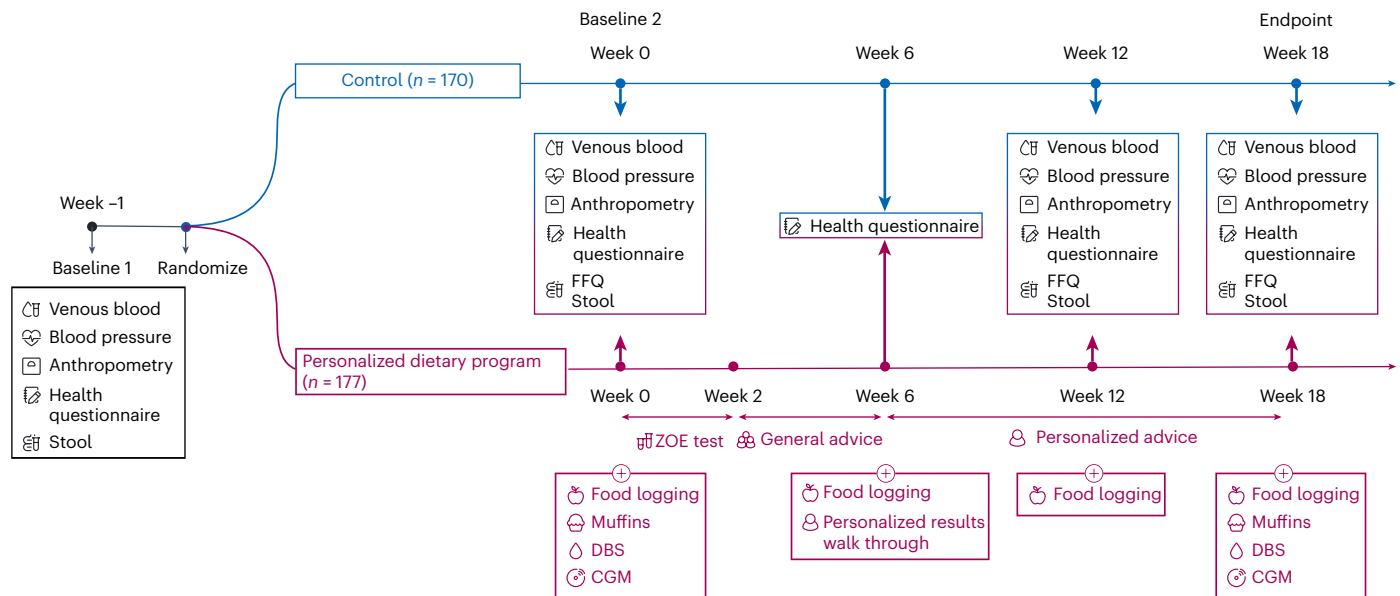 Baseline 2
Endpoint
Week 0
Week 6
Week 12
Week 18
Control (n = 170)
Week –1
Baseline 1
Randomize
Venous blood
Blood pressure
Anthropometry
Health
questionnaire
Stool
Venous blood
Blood pressure
Anthropometry
Health
questionnaire
FFQ
Stool
Health questionnaire
Venous blood
Blood pressure
Anthropometry
Health
questionnaire
FFQ
Stool
Venous blood
Blood pressure
Anthropometry
Health
questionnaire
FFQ
Stool
Personalized dietary program
(n = 177)
Week 0
Week 2
Week 6
Week 12
Week 18
ZOE test
General advice
Personalized advice
Food logging
Muffins
DBS
CGM
Food logging
Personalized results
walk through
Food logging
Food logging
Muffins
DBS
CGM